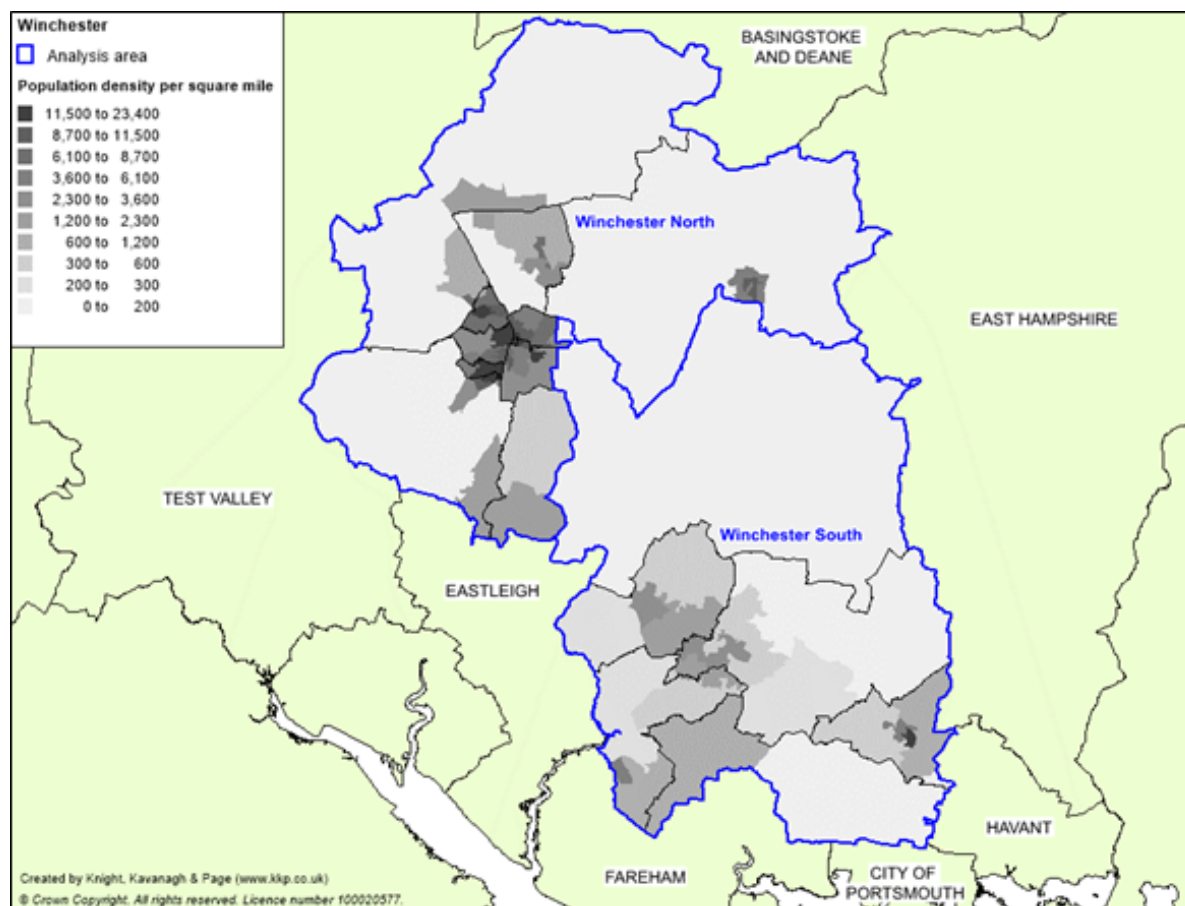 Winchester
Analysis area
Population density per square mile
11,500 to 23,400
8,700 to 11,500
6,100 to 8,700
3,600 to 6,100
2,300 to 3,600
1,200 to 2,300
600 to 1,200
300 to 600
200 to 300
0 to 200
BASINGSTOKE
AND DEANE
Winchester North
EAST HAMPSHIRE
TEST VALLEY
Winchester South
EASTLEIGH
HAVANT
FAREHAM
CITY OF
PORTSMOUTH
Created by Knight, Kavanagh & Page (www.kkp.co.uk)
© Crown Copyright. All rights reserved. Licence number 100020577.